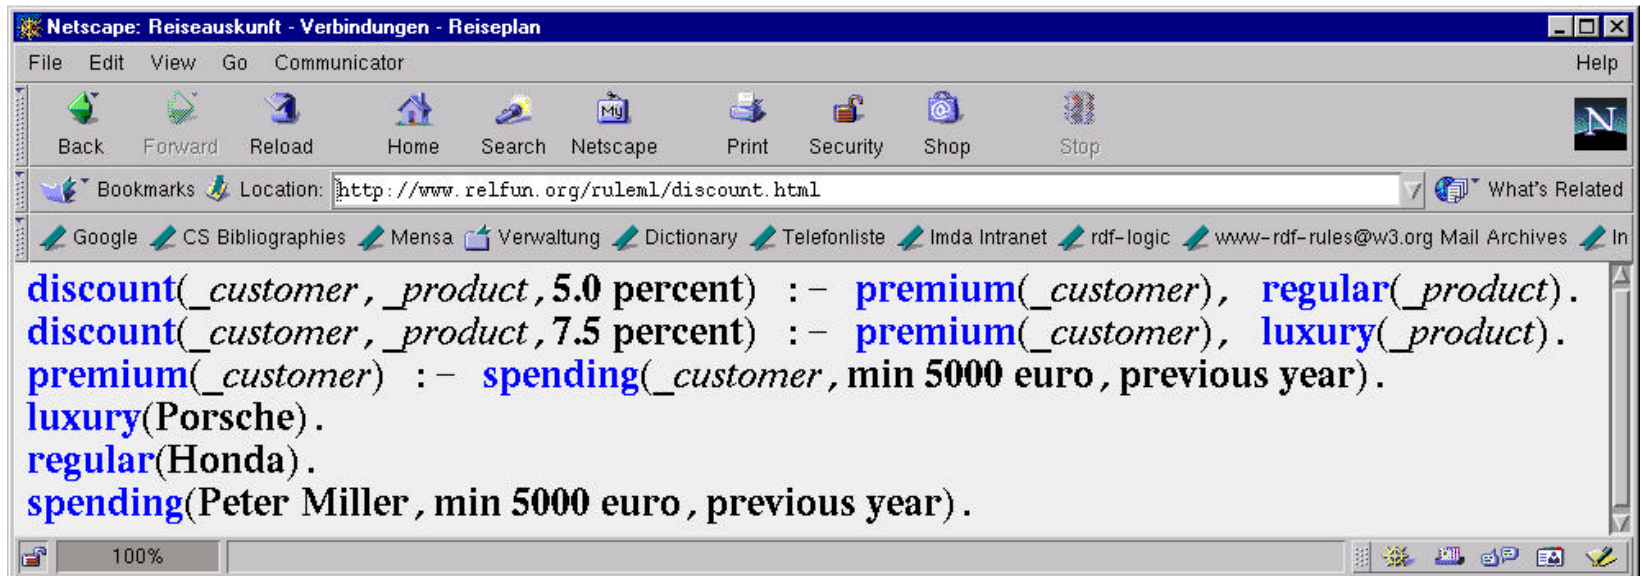 Netscape: Reiseauskunft - Verbindungen - Reiseplan
File Edit View Go Communicator Help
Back Forward Reload Home Search Netscape Print Security Shop Stop
My
N
Bookmarks Location: http://www.relfun.org/ruleml/discount.html What's Related
Google CS Bibliographies Mensa Verwaltung Dictionary Telefonliste Imda Intranet rdf-logic www-rdf-rules@w3.org Mail Archives In
discount(_customer, _product, 5.0 percent) :- premium(_customer), regular(_product).
discount(_customer, _product, 7.5 percent) :- premium(_customer), luxury(_product).
premium(_customer) :- spending(_customer, min 5000 euro, previous year).
luxury(Porsche).
regular(Honda).
spending(Peter Miller, min 5000 euro, previous year).
100%